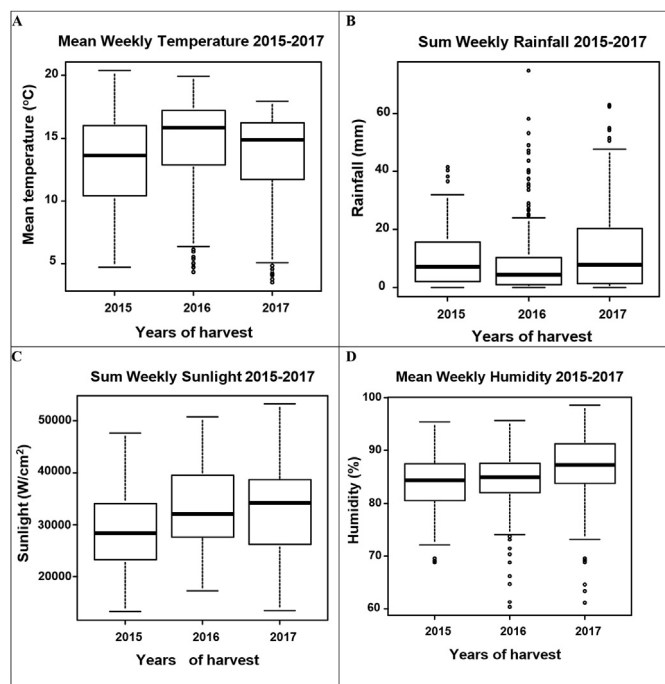 A
Mean Weekly Temperature 2015-2017
Mean temperature (°C)
20
15
10
5
2015 2016 2017
Years of harvest
B
Sum Weekly Rainfall 2015-2017
Rainfall (mm)
60
40
20
0
2015 2016 2017
Years of harvest
C
Sum Weekly Sunlight 2015-2017
Sunlight (W/cm²)
50000
40000
30000
20000
2015 2016 2017
Years of harvest
D
Mean Weekly Humidity 2015-2017
Humidity (%)
100
90
80
70
60
2015 2016 2017
Years of harvest